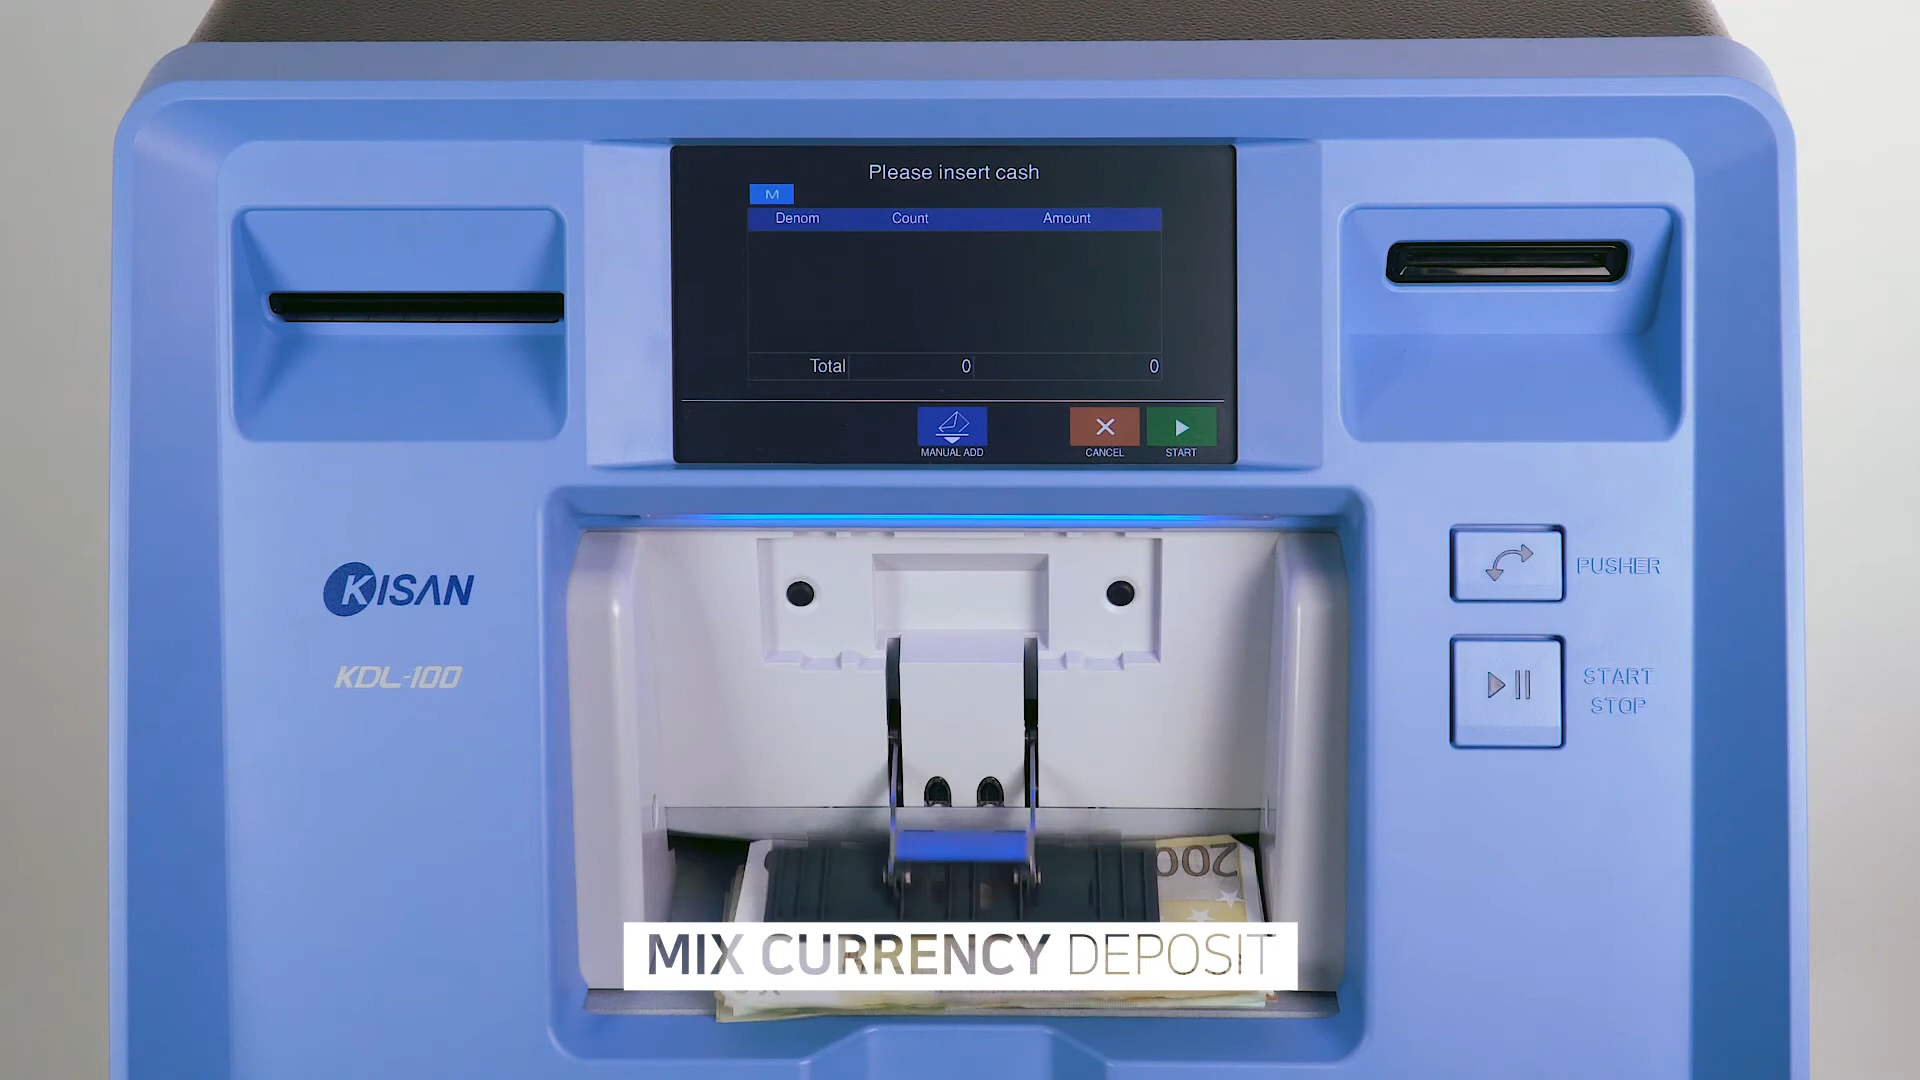 Please insert cash
M
Denom Count Amount
Total 0 0
MANUAL ADD
CANCEL
START
KISAN
KDL-100
PUSHER
START
STOP
200
MIX CURRENCY DEPOSIT